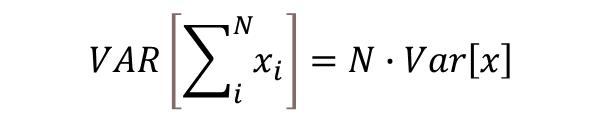 VAR[∑_i^N x_i] = N · Var[x]